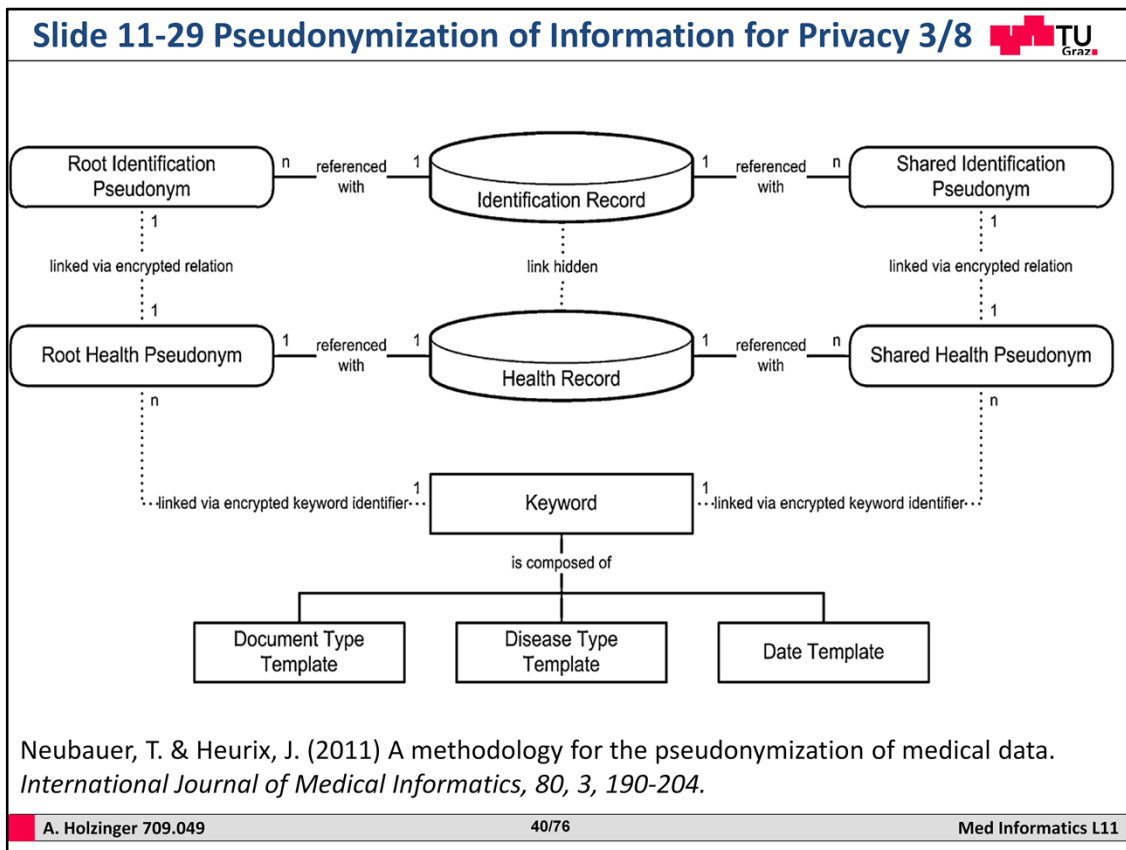 Slide 11-29 Pseudonymization of Information for Privacy 3/8
TU
Graz
Root Identification
Pseudonym
n
referenced
with
1
Identification Record
1
referenced
with
n
Shared Identification
Pseudonym
1
linked via encrypted relation
1
link hidden
1
linked via encrypted relation
1
Root Health Pseudonym
1
referenced
with
1
Health Record
1
referenced
with
n
Shared Health Pseudonym
n
n
linked via encrypted keyword identifier
1
Keyword
1
linked via encrypted keyword identifier
is composed of
Document Type
Template
Disease Type
Template
Date Template
Neubauer, T. & Heurix, J. (2011) A methodology for the pseudonymization of medical data.
International Journal of Medical Informatics, 80, 3, 190-204.
A. Holzinger 709.049
40/76
Med Informatics L11